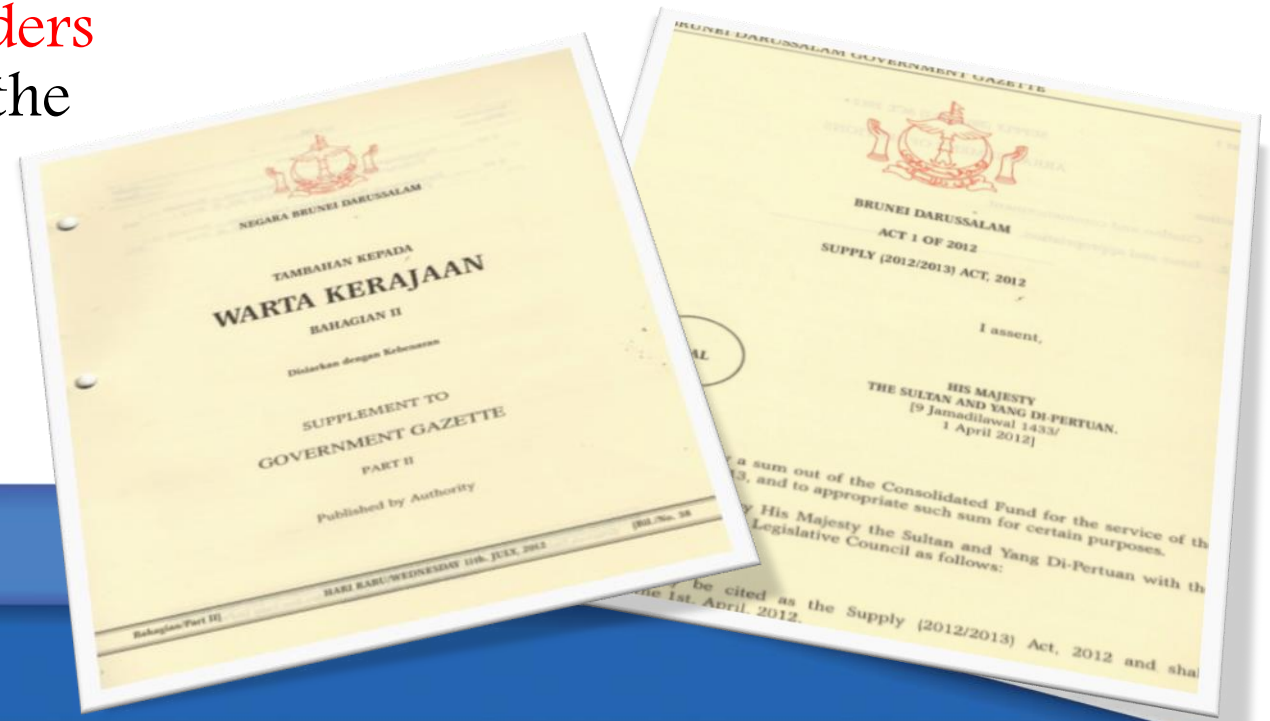 ders
the
NEGARA BRUNEI DARUSSALAM
TAMBAHAN KEPADA
WARTA KERAJAAN
BAHAGIAN II
Disiarkan dengan Kebenaran
SUPPLEMENT TO
GOVERNMENT GAZETTE
PART II
Published by Authority
Bahagian/Part II]
HARI RABU/WEDNESDAY 11th. JULY, 2012
[Bil./No. 38
BRUNEI DARUSSALAM GOVERNMENT GAZETTE
BRUNEI DARUSSALAM
ACT 1 OF 2012
SUPPLY (2012/2013) ACT, 2012
I assent,
AL
HIS MAJESTY
THE SULTAN AND YANG DI-PERTUAN.
[9 Jamadilawal 1433/
1 April 2012]
a sum out of the Consolidated Fund for the service of th
3, and to appropriate such sum for certain purposes.
y His Majesty the Sultan and Yang Di-Pertuan with th
Legislative Council as follows:
be cited as the Supply (2012/2013) Act, 2012 and shal
he 1st. April, 2012.